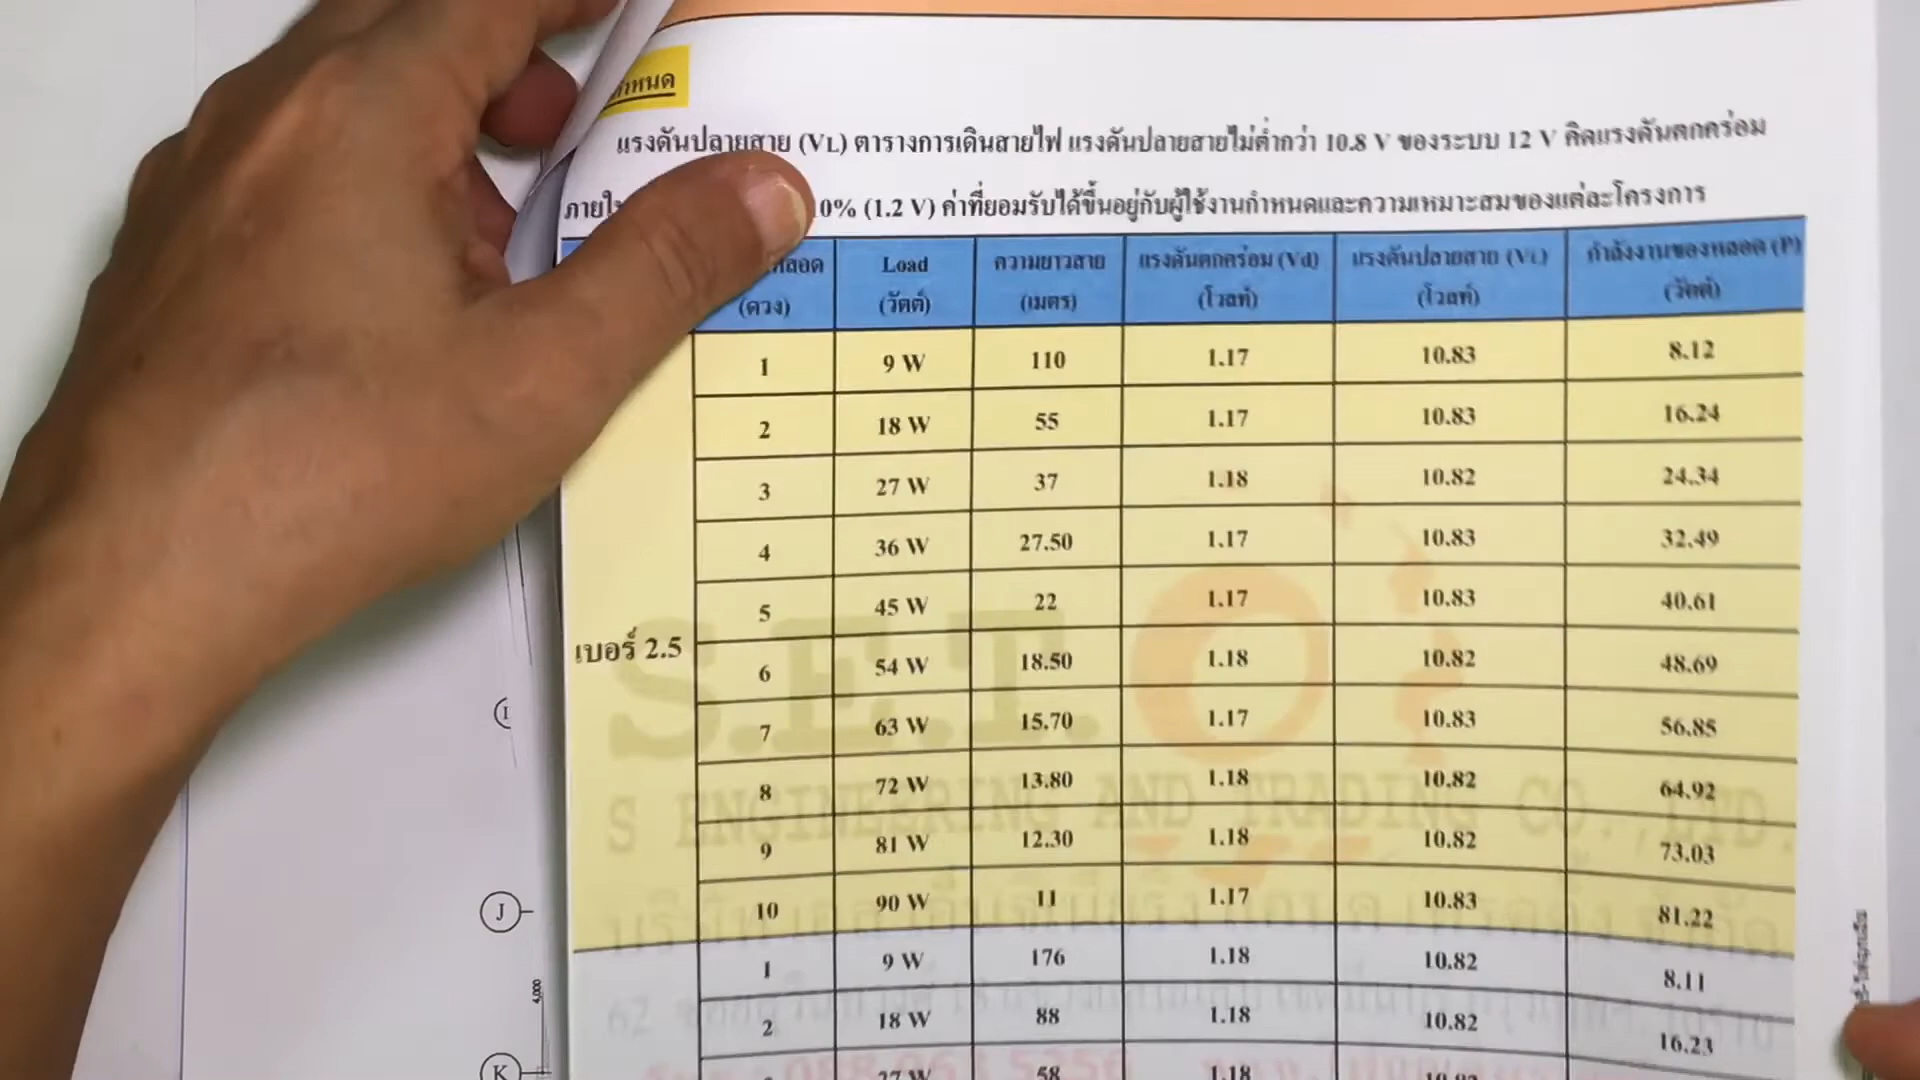 กำหนด
แรงดันปลายสาย (VL) ตารางการเดินสายไฟ แรงดันปลายสายไม่ต่ำกว่า 10.8 V ของระบบ 12 V คิดแรงดันตกคร่อม
10% (1.2 V) ค่าที่ยอมรับได้ขึ้นอยู่กับผู้ใช้งานกำหนดและความเหมาะสมของแต่ละโครงการ
หลอด (ดวง) Load (วัตต์) ความยาวสาย (เมตร) แรงดันตกคร่อม (Vd) (โวลท์) แรงดันปลายสาย (VL) (โวลท์) กำลังงานของหลอด (P) (วัตต์)
1 9 W 110 1.17 10.83 8.12
2 18 W 55 1.17 10.83 16.24
3 27 W 37 1.18 10.82 24.34
4 36 W 27.50 1.17 10.83 32.49
5 45 W 22 1.17 10.83 40.61
เบอร์ 2.5
6 54 W 18.50 1.18 10.82 48.69
7 63 W 15.70 1.17 10.83 56.85
8 72 W 13.80 1.18 10.82 64.92
9 81 W 12.30 1.18 10.82 73.03
10 90 W 11 1.17 10.83 81.22
1 9 W 176 1.18 10.82 8.11
2 18 W 88 1.18 10.82 16.23
27 W 58 1.18 10.82
S.E.T.
S ENGINEERING AND TRADING CO.,LTD.
I
J
4,000
K